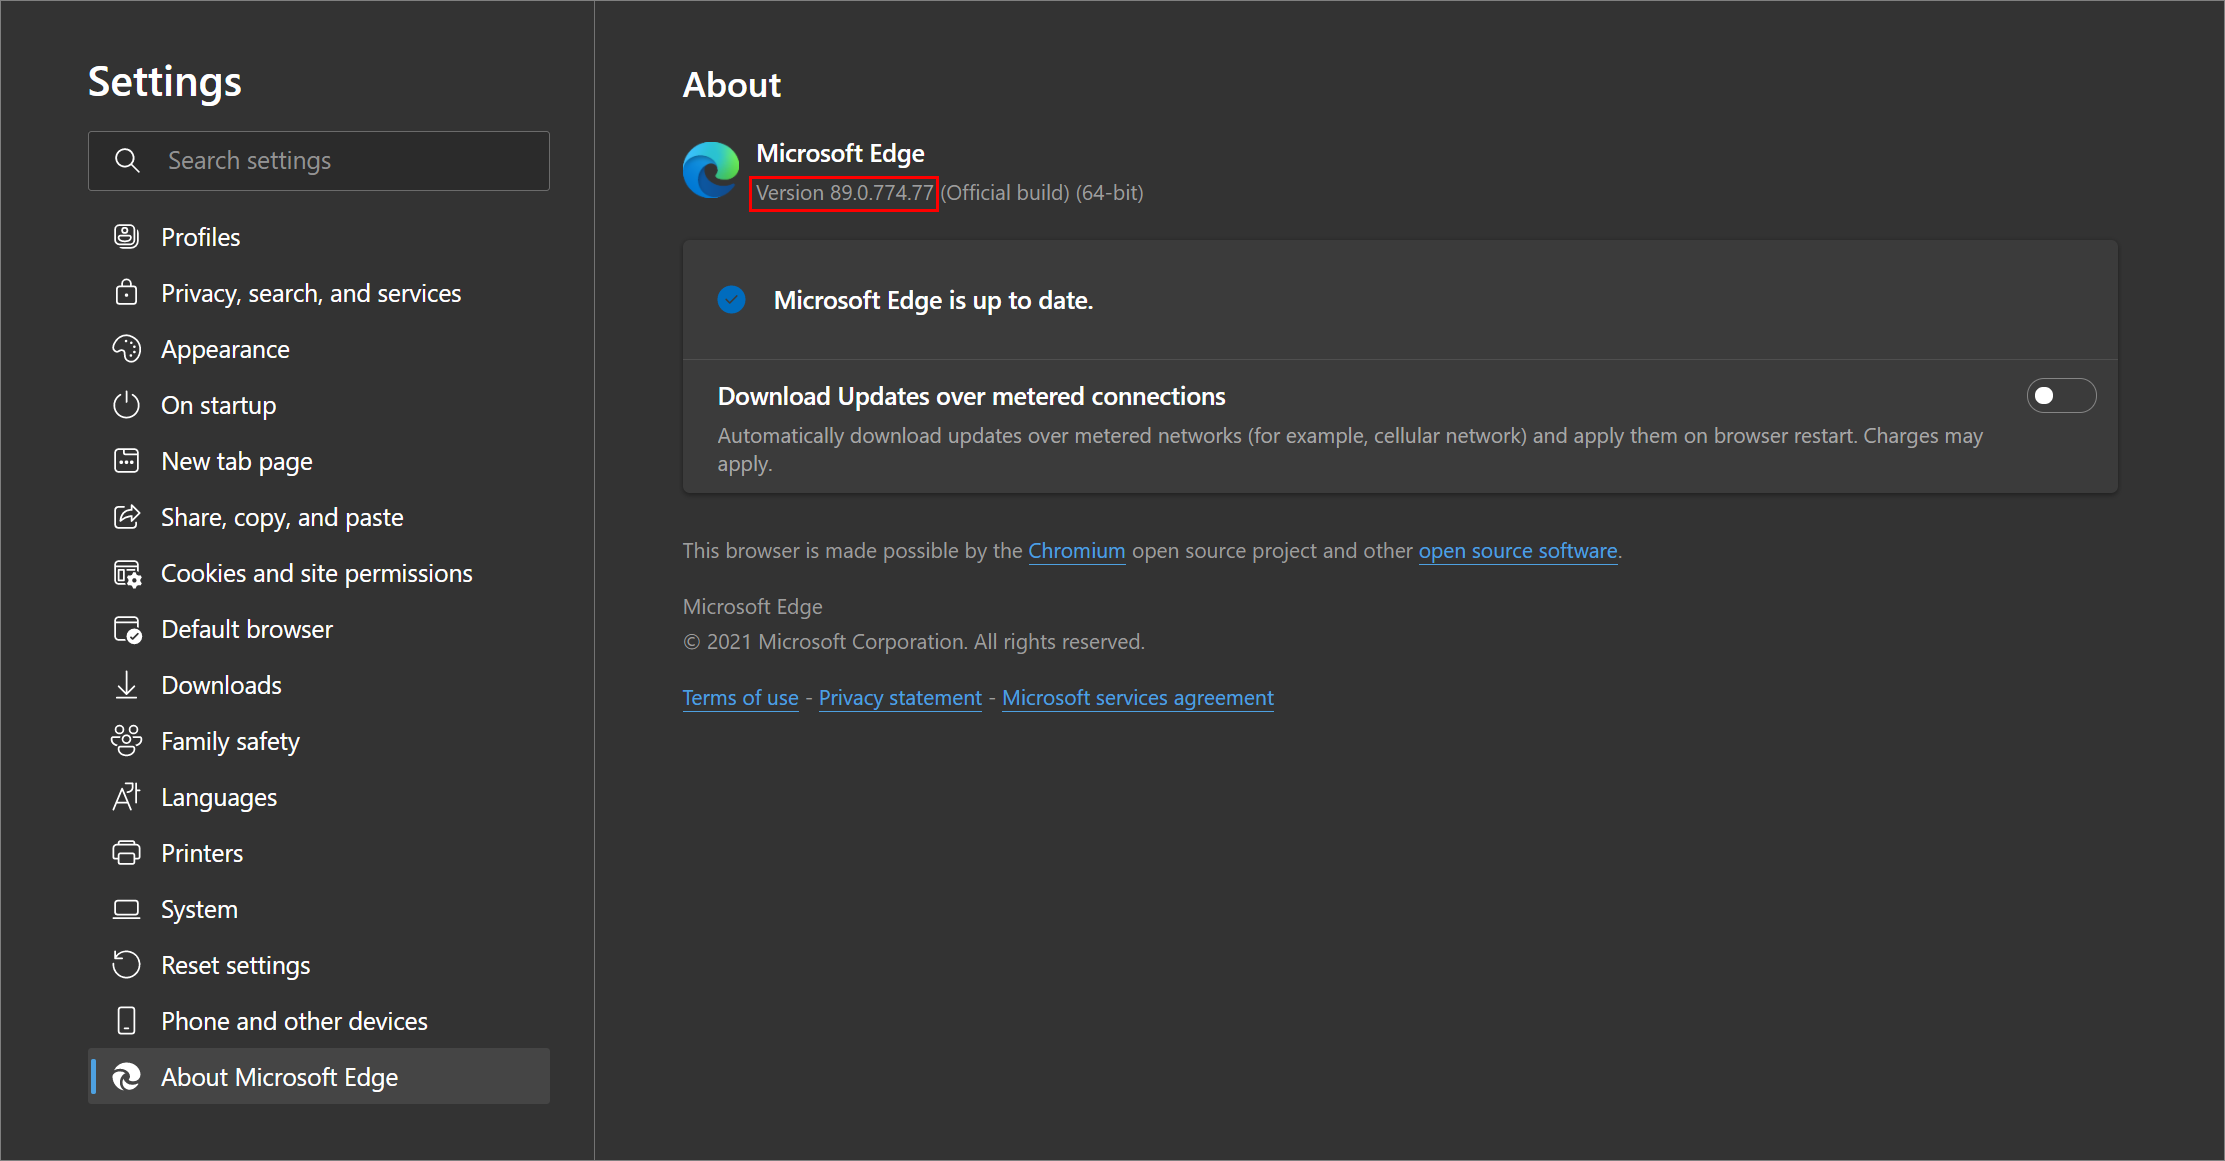 Settings
Search settings
Profiles
Privacy, search, and services
Appearance
On startup
New tab page
Share, copy, and paste
Cookies and site permissions
Default browser
Downloads
Family safety
Languages
Printers
System
Reset settings
Phone and other devices
About Microsoft Edge
About
Microsoft Edge
Version 89.0.774.77 (Official build) (64-bit)
Microsoft Edge is up to date.
Download Updates over metered connections
Automatically download updates over metered networks (for example, cellular network) and apply them on browser restart. Charges may
apply.
This browser is made possible by the Chromium open source project and other open source software.
Microsoft Edge
© 2021 Microsoft Corporation. All rights reserved.
Terms of use - Privacy statement - Microsoft services agreement